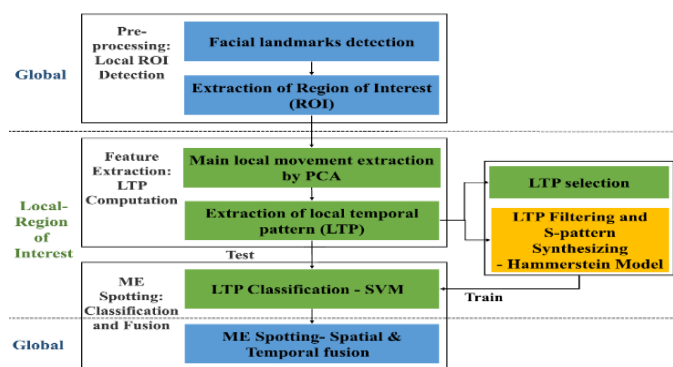 Pre-
processing:
Local ROI
Detection
Facial landmarks detection
Global
Extraction of Region of Interest
(ROI)
Feature
Extraction:
LTP
Computation
Main local movement extraction
by PCA
LTP selection
Extraction of local temporal
pattern (LTP)
LTP Filtering and
S-pattern
Synthesizing
- Hammerstein Model
Local-
Region
of
Interest
Test
ME
Spotting:
Classification
and Fusion
LTP Classification - SVM
Train
Global
ME Spotting- Spatial &
Temporal fusion